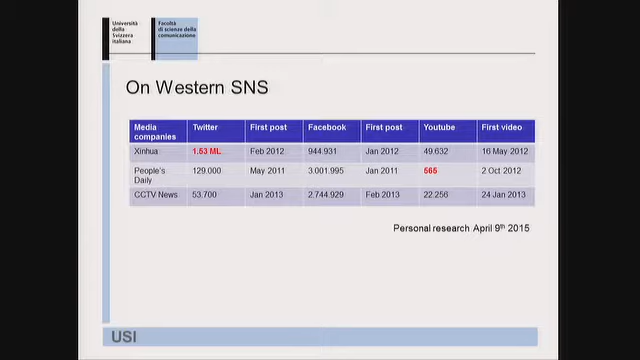 Università
della
Svizzera
italiana
Facoltà
di scienze della
comunicazione
On Western SNS
Media companies Twitter First post Facebook First post Youtube First video
Xinhua 1.53 ML Feb 2012 944.931 Jan 2012 49.632 16 May 2012
People's Daily 129.000 May 2011 3.001.995 Jan 2011 565 2 Oct 2012
CCTV News 53.700 Jan 2013 2.744.929 Feb 2013 22.256 24 Jan 2013
Personal research April 9th 2015
USI